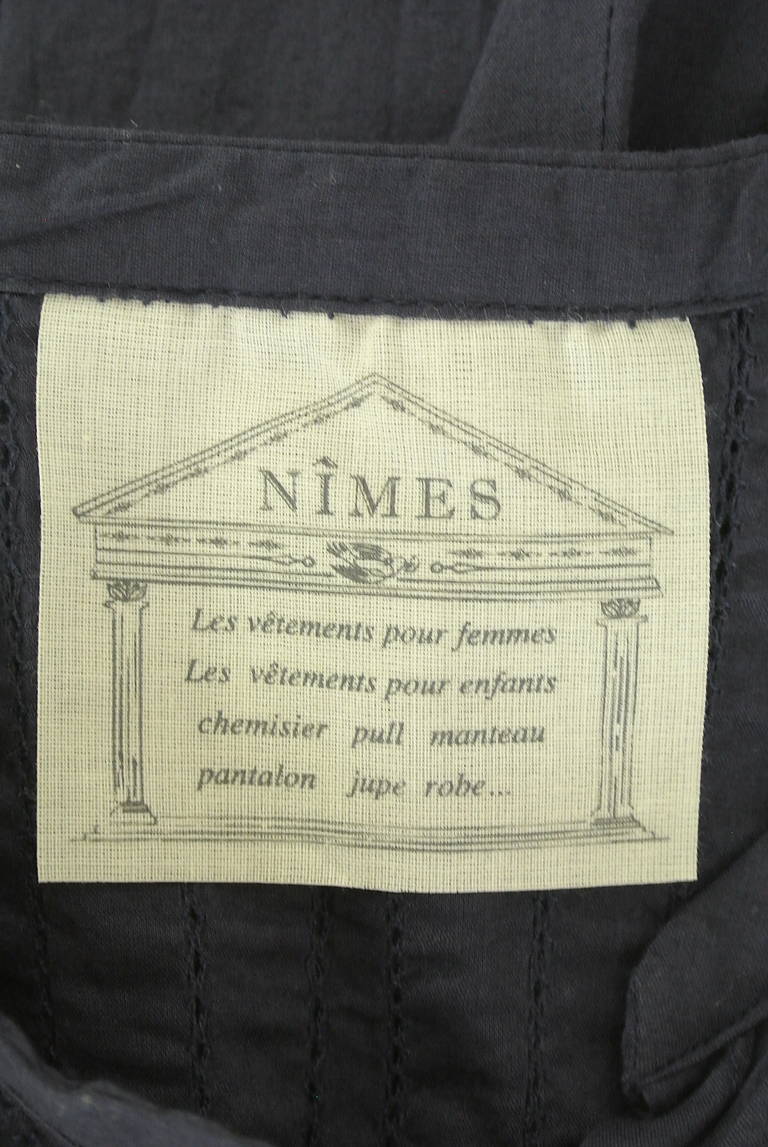 NÎMES
Les vêtements pour femmes
Les vêtements pour enfants
chemisier pull manteau
pantalon jupe robe...